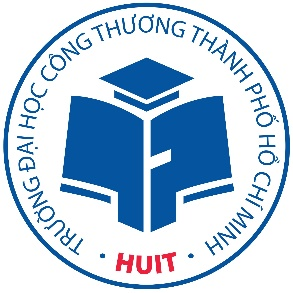 TRƯỜNG ĐẠI HỌC CÔNG THƯƠNG THÀNH PHỐ HỒ CHÍ MINH
HUIT